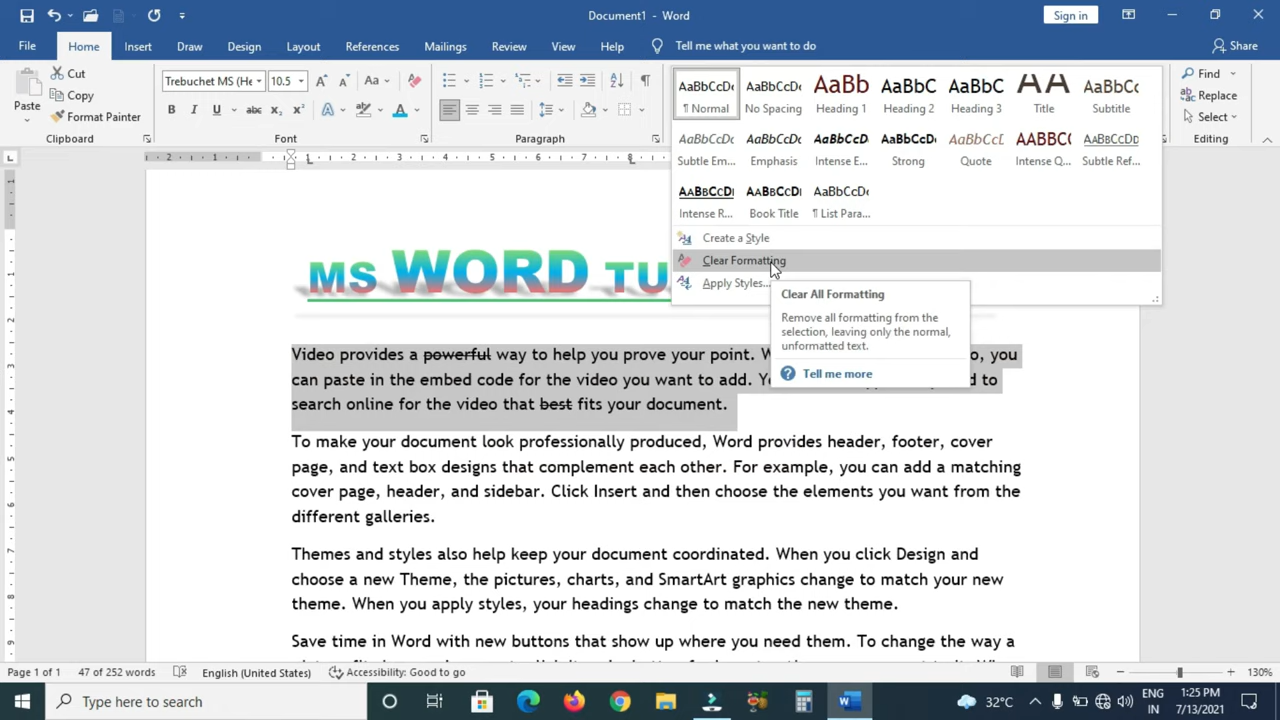 Document1 - Word
Sign in
File Home Insert Draw Design Layout References Mailings Review View Help Tell me what you want to do Share
Paste
Cut
Copy
Format Painter
Clipboard
Trebuchet MS (He 10.5
Font
Paragraph
AaBbCcDc AaBbCcDc AaBb AaBbC AaBbC AA AaBbCc
¶ Normal No Spacing Heading 1 Heading 2 Heading 3 Title Subtitle
AaBbCcDc AaBbCcDc AaBbCcDc AaBbCcDc AaBbCcD AABBC AABBCCDI
Subtle Em... Emphasis Intense E... Strong Quote Intense Q... Subtle Ref...
AABBCCDI AABBCCDI AaBbCcDc
Intense R... Book Title ¶ List Para...
Create a Style
Clear Formatting
Apply Styles...
Find
Replace
Select
Editing
Clear All Formatting
Remove all formatting from the
selection, leaving only the normal,
unformatted text.
Tell me more
MS WORD TU
Video provides a powerful way to help you prove your point. W o, you
can paste in the embed code for the video you want to add. Y d to
search online for the video that best fits your document.
To make your document look professionally produced, Word provides header, footer, cover
page, and text box designs that complement each other. For example, you can add a matching
cover page, header, and sidebar. Click Insert and then choose the elements you want from the
different galleries.
Themes and styles also help keep your document coordinated. When you click Design and
choose a new Theme, the pictures, charts, and SmartArt graphics change to match your new
theme. When you apply styles, your headings change to match the new theme.
Save time in Word with new buttons that show up where you need them. To change the way a
Page 1 of 1 47 of 252 words English (United States) Accessibility: Good to go 130%
Type here to search
32°C
ENG
IN
1:25 PM
7/13/2021